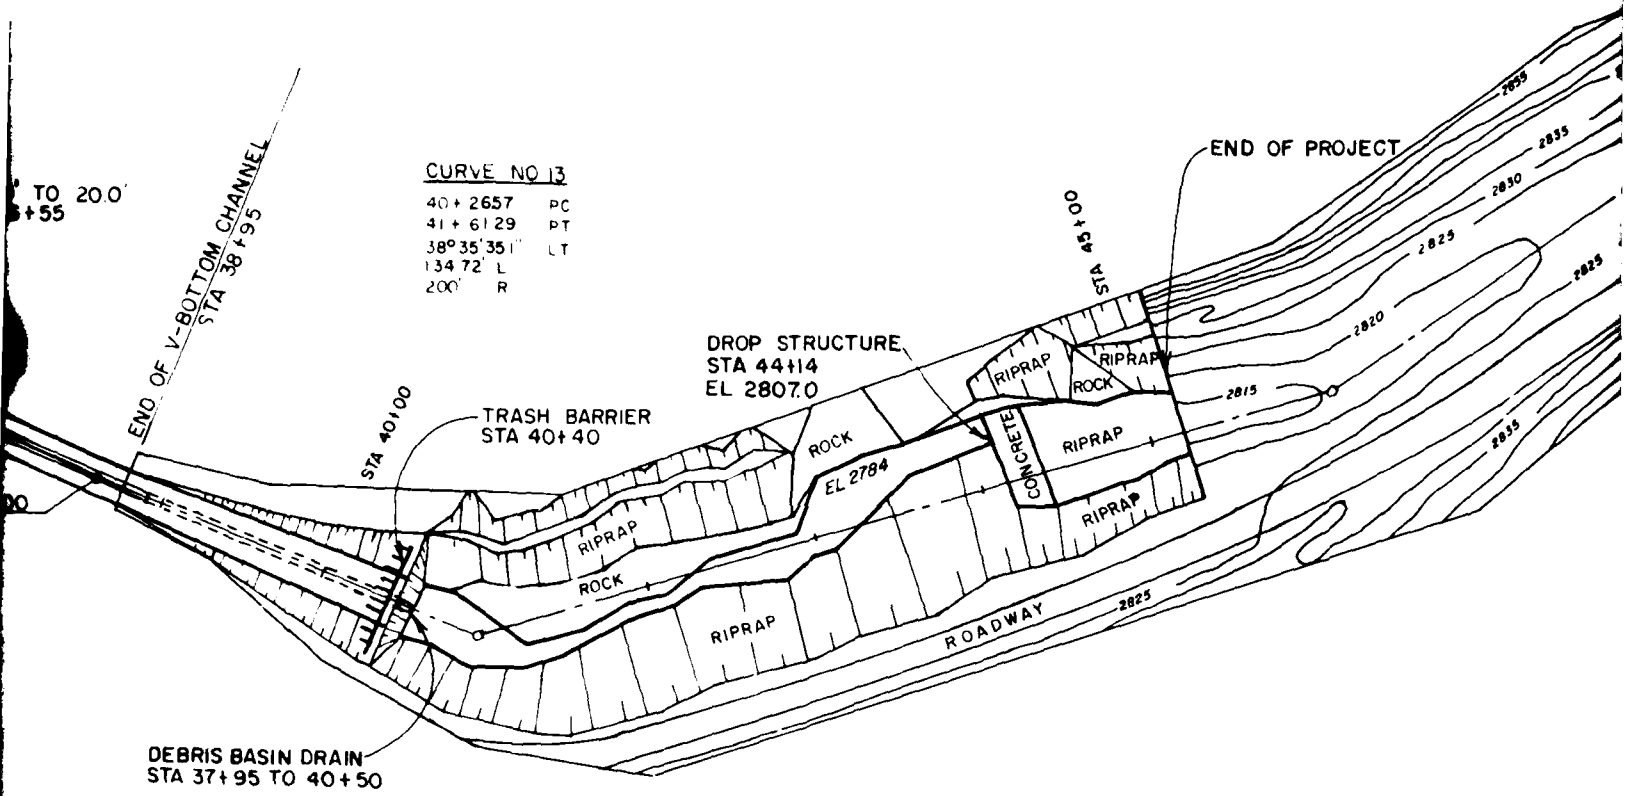 ' TO 20.0'
+55
END OF V-BOTTOM CHANNEL
STA 38+95
CURVE NO 13
40+2657 PC
41+6129 PT
38°35'351" LT
13472' L
200' R
STA 40+00
TRASH BARRIER
STA 40+40
DROP STRUCTURE
STA 44+14
EL 2807.0
STA 45+00
END OF PROJECT
2855
2835
2830
2825
2825
2820
2815
2835
2825
RIPRAP
RIPRAP
ROCK
RIPRAP
CONCRETE
RIPRAP
ROCK
EL 2784
RIPRAP
ROCK
RIPRAP
ROADWAY
00
DEBRIS BASIN DRAIN
STA 37+95 TO 40+50